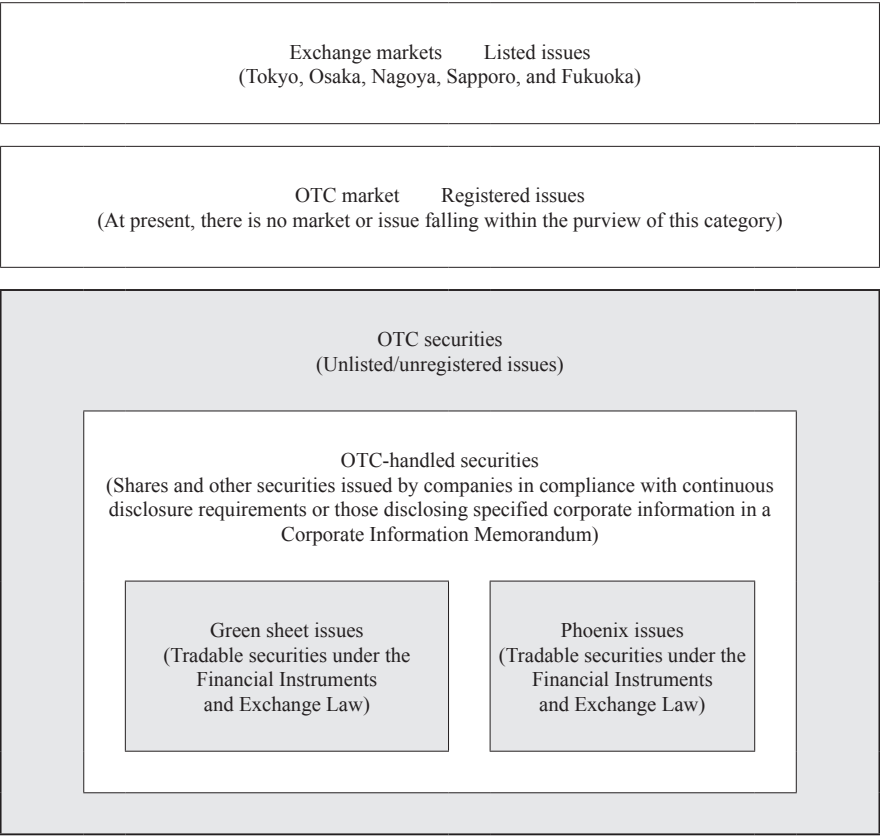 Exchange markets Listed issues
(Tokyo, Osaka, Nagoya, Sapporo, and Fukuoka)
OTC market Registered issues
(At present, there is no market or issue falling within the purview of this category)
OTC securities
(Unlisted/unregistered issues)
OTC-handled securities
(Shares and other securities issued by companies in compliance with continuous
disclosure requirements or those disclosing specified corporate information in a
Corporate Information Memorandum)
Green sheet issues
(Tradable securities under the
Financial Instruments
and Exchange Law)
Phoenix issues
(Tradable securities under the
Financial Instruments
and Exchange Law)